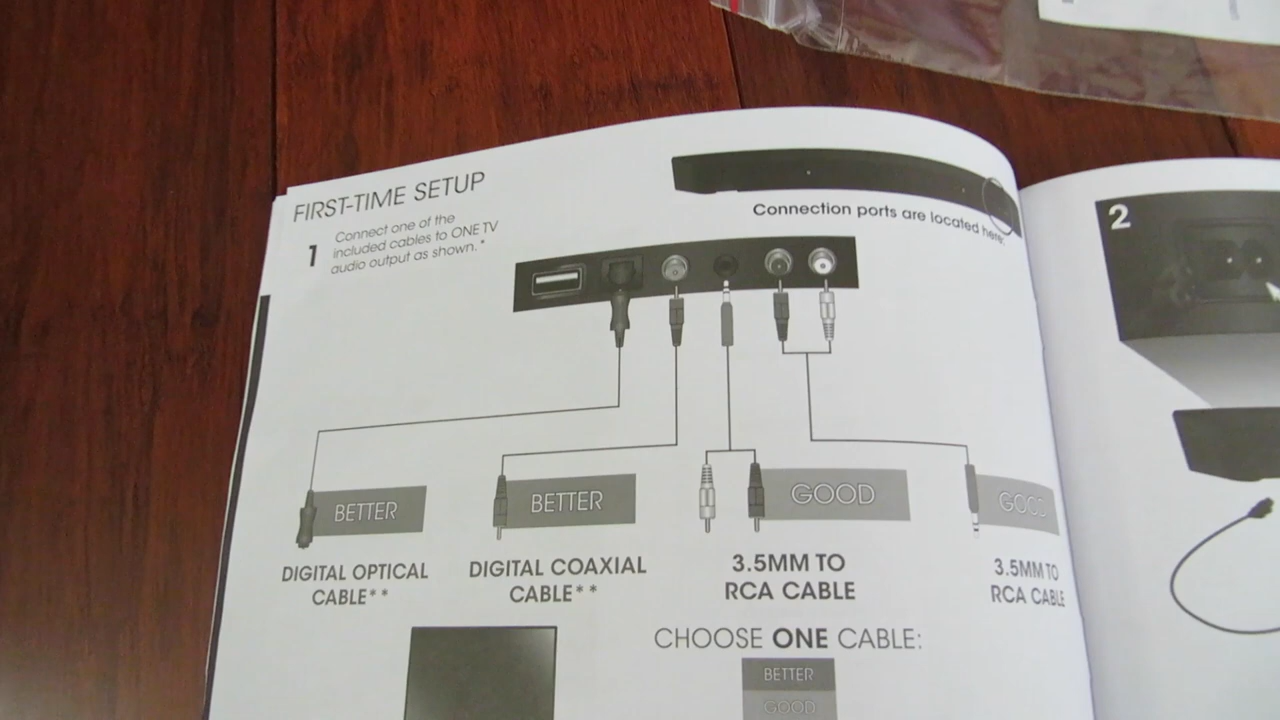 FIRST-TIME SETUP
1
Connect one of the
included cables to ONE TV
audio output as shown.*
Connection ports are located here:
2
BETTER
BETTER
GOOD
GOOD
DIGITAL OPTICAL
CABLE**
DIGITAL COAXIAL
CABLE**
3.5MM TO
RCA CABLE
3.5MM TO
RCA CABLE
CHOOSE ONE CABLE:
BETTER
GOOD